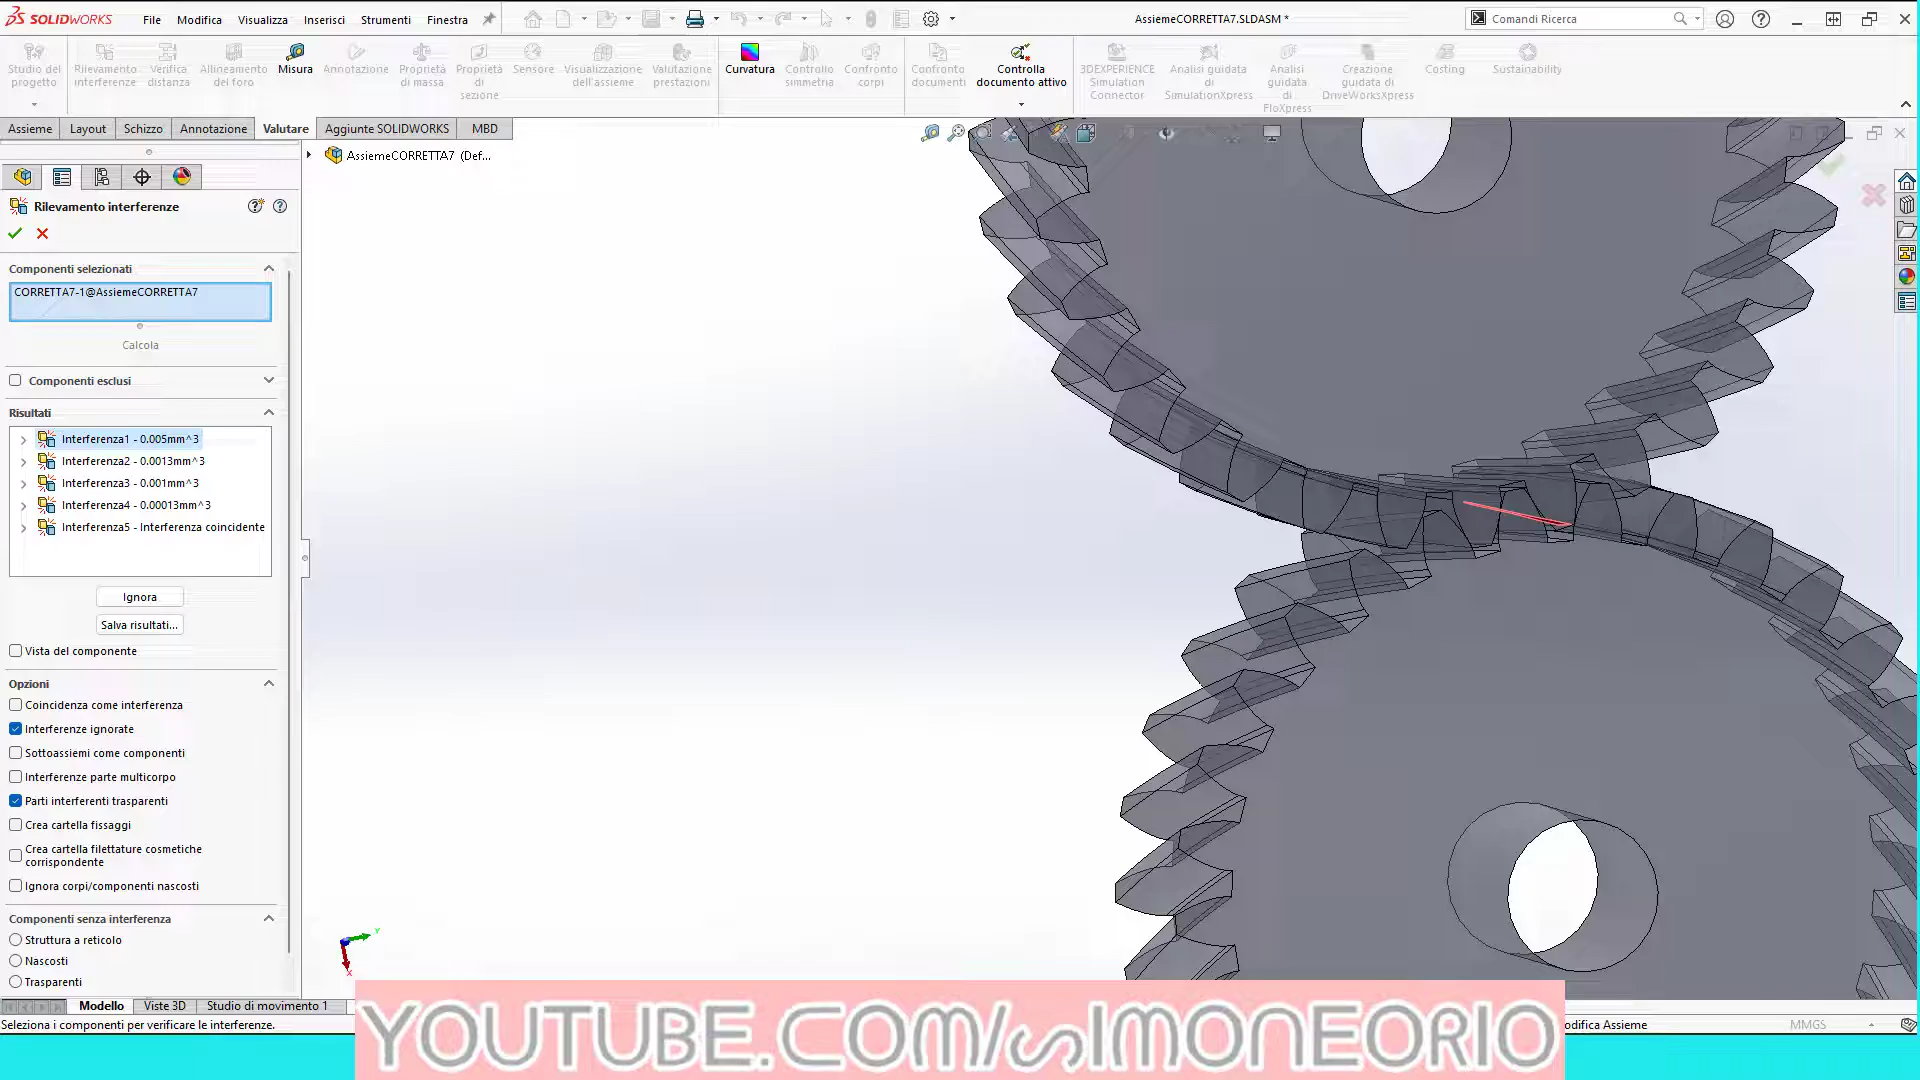 SOLIDWORKS
File Modifica Visualizza Inserisci Strumenti Finestra
AssiemeCORRETTA7.SLDASM *
Comandi Ricerca
Studio del progetto
Rilevamento interferenze
Verifica distanza
Allineamento del foro
Misura
Annotazione
Proprietà di massa
Proprietà di sezione
Sensore
Visualizzazione dell'assieme
Valutazione prestazioni
Curvatura
Controllo simmetria
Confronto corpi
Confronto documenti
Controlla documento attivo
3DEXPERIENCE Simulation Connector
Analisi guidata di SimulationXpress
Analisi guidata di FloXpress
Creazione guidata di DriveWorksXpress
Costing
Sustainability
Assieme Layout Schizzo Annotazione Valutare Aggiunte SOLIDWORKS MBD
AssiemeCORRETTA7 (Def...
Rilevamento interferenze
Componenti selezionati
CORRETTA7-1@AssiemeCORRETTA7
Calcola
Componenti esclusi
Risultati
Interferenza1 - 0.005mm^3
Interferenza2 - 0.0013mm^3
Interferenza3 - 0.001mm^3
Interferenza4 - 0.00013mm^3
Interferenza5 - Interferenza coincidente
Ignora
Salva risultati...
Vista del componente
Opzioni
Coincidenza come interferenza
Interferenze ignorate
Sottoassiemi come componenti
Interferenze parte multicorpo
Parti interferenti trasparenti
Crea cartella fissaggi
Crea cartella filettature cosmetiche
corrispondente
Ignora corpi/componenti nascosti
Componenti senza interferenza
Struttura a reticolo
Nascosti
Trasparenti
Y
X
Modello Viste 3D Studio di movimento 1
Seleziona i componenti per verificare le interferenze.
odifica Assieme
MMGS
YOUTUBE.COM/SIMONEORIO